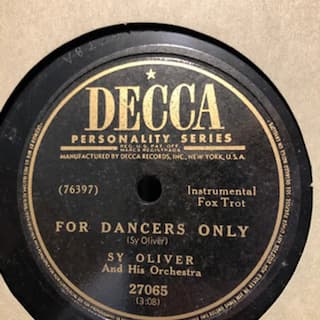 DECCA
PERSONALITY SERIES
REG. U.S. PAT. OFF.
MARCA REGISTRADA
MANUFACTURED BY DECCA RECORDS, INC., NEW YORK, U.S.A.
(76397)
Instrumental
Fox Trot
FOR DANCERS ONLY
(Sy Oliver)
SY OLIVER
And His Orchestra
27065
(3:08)